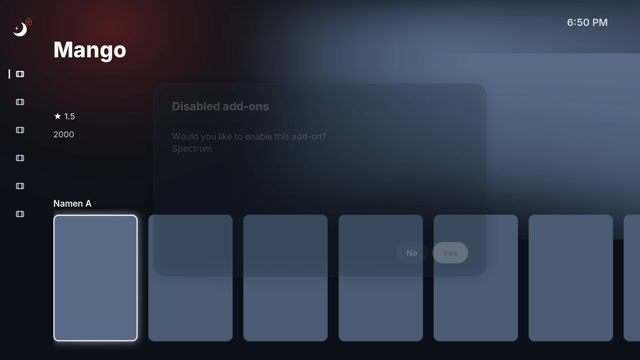 6:50 PM
Mango
★ 1.5
2000
Disabled add-ons
Would you like to enable this add-on?
Spectrum
No
Yes
Namen A